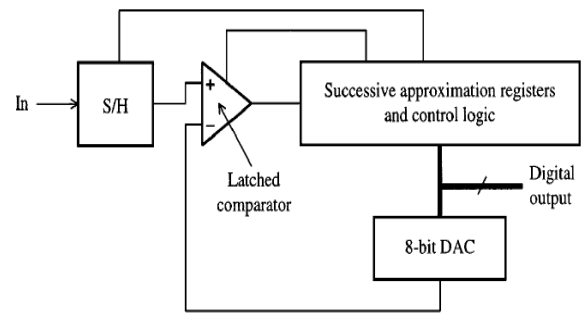 In
S/H
+
−
Latched
comparator
Successive approximation registers
and control logic
Digital
output
8-bit DAC